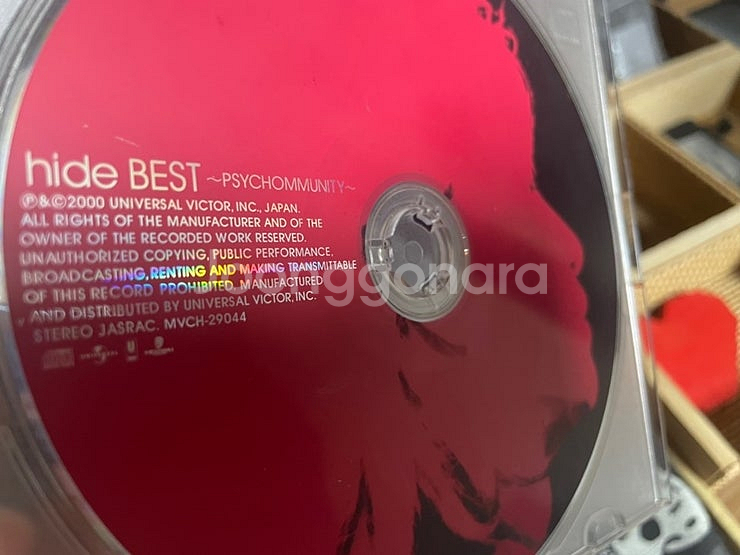 hide BEST ~PSYCHOMMUNITY~
℗&©2000 UNIVERSAL VICTOR, INC., JAPAN.
ALL RIGHTS OF THE MANUFACTURER AND OF THE
OWNER OF THE RECORDED WORK RESERVED.
UNAUTHORIZED COPYING, PUBLIC PERFORMANCE,
BROADCASTING, RENTING AND MAKING TRANSMITTABLE
OF THIS RECORD PROHIBITED. MANUFACTURED
AND DISTRIBUTED BY UNIVERSAL VICTOR, INC.
STEREO JASRAC. MVCH-29044